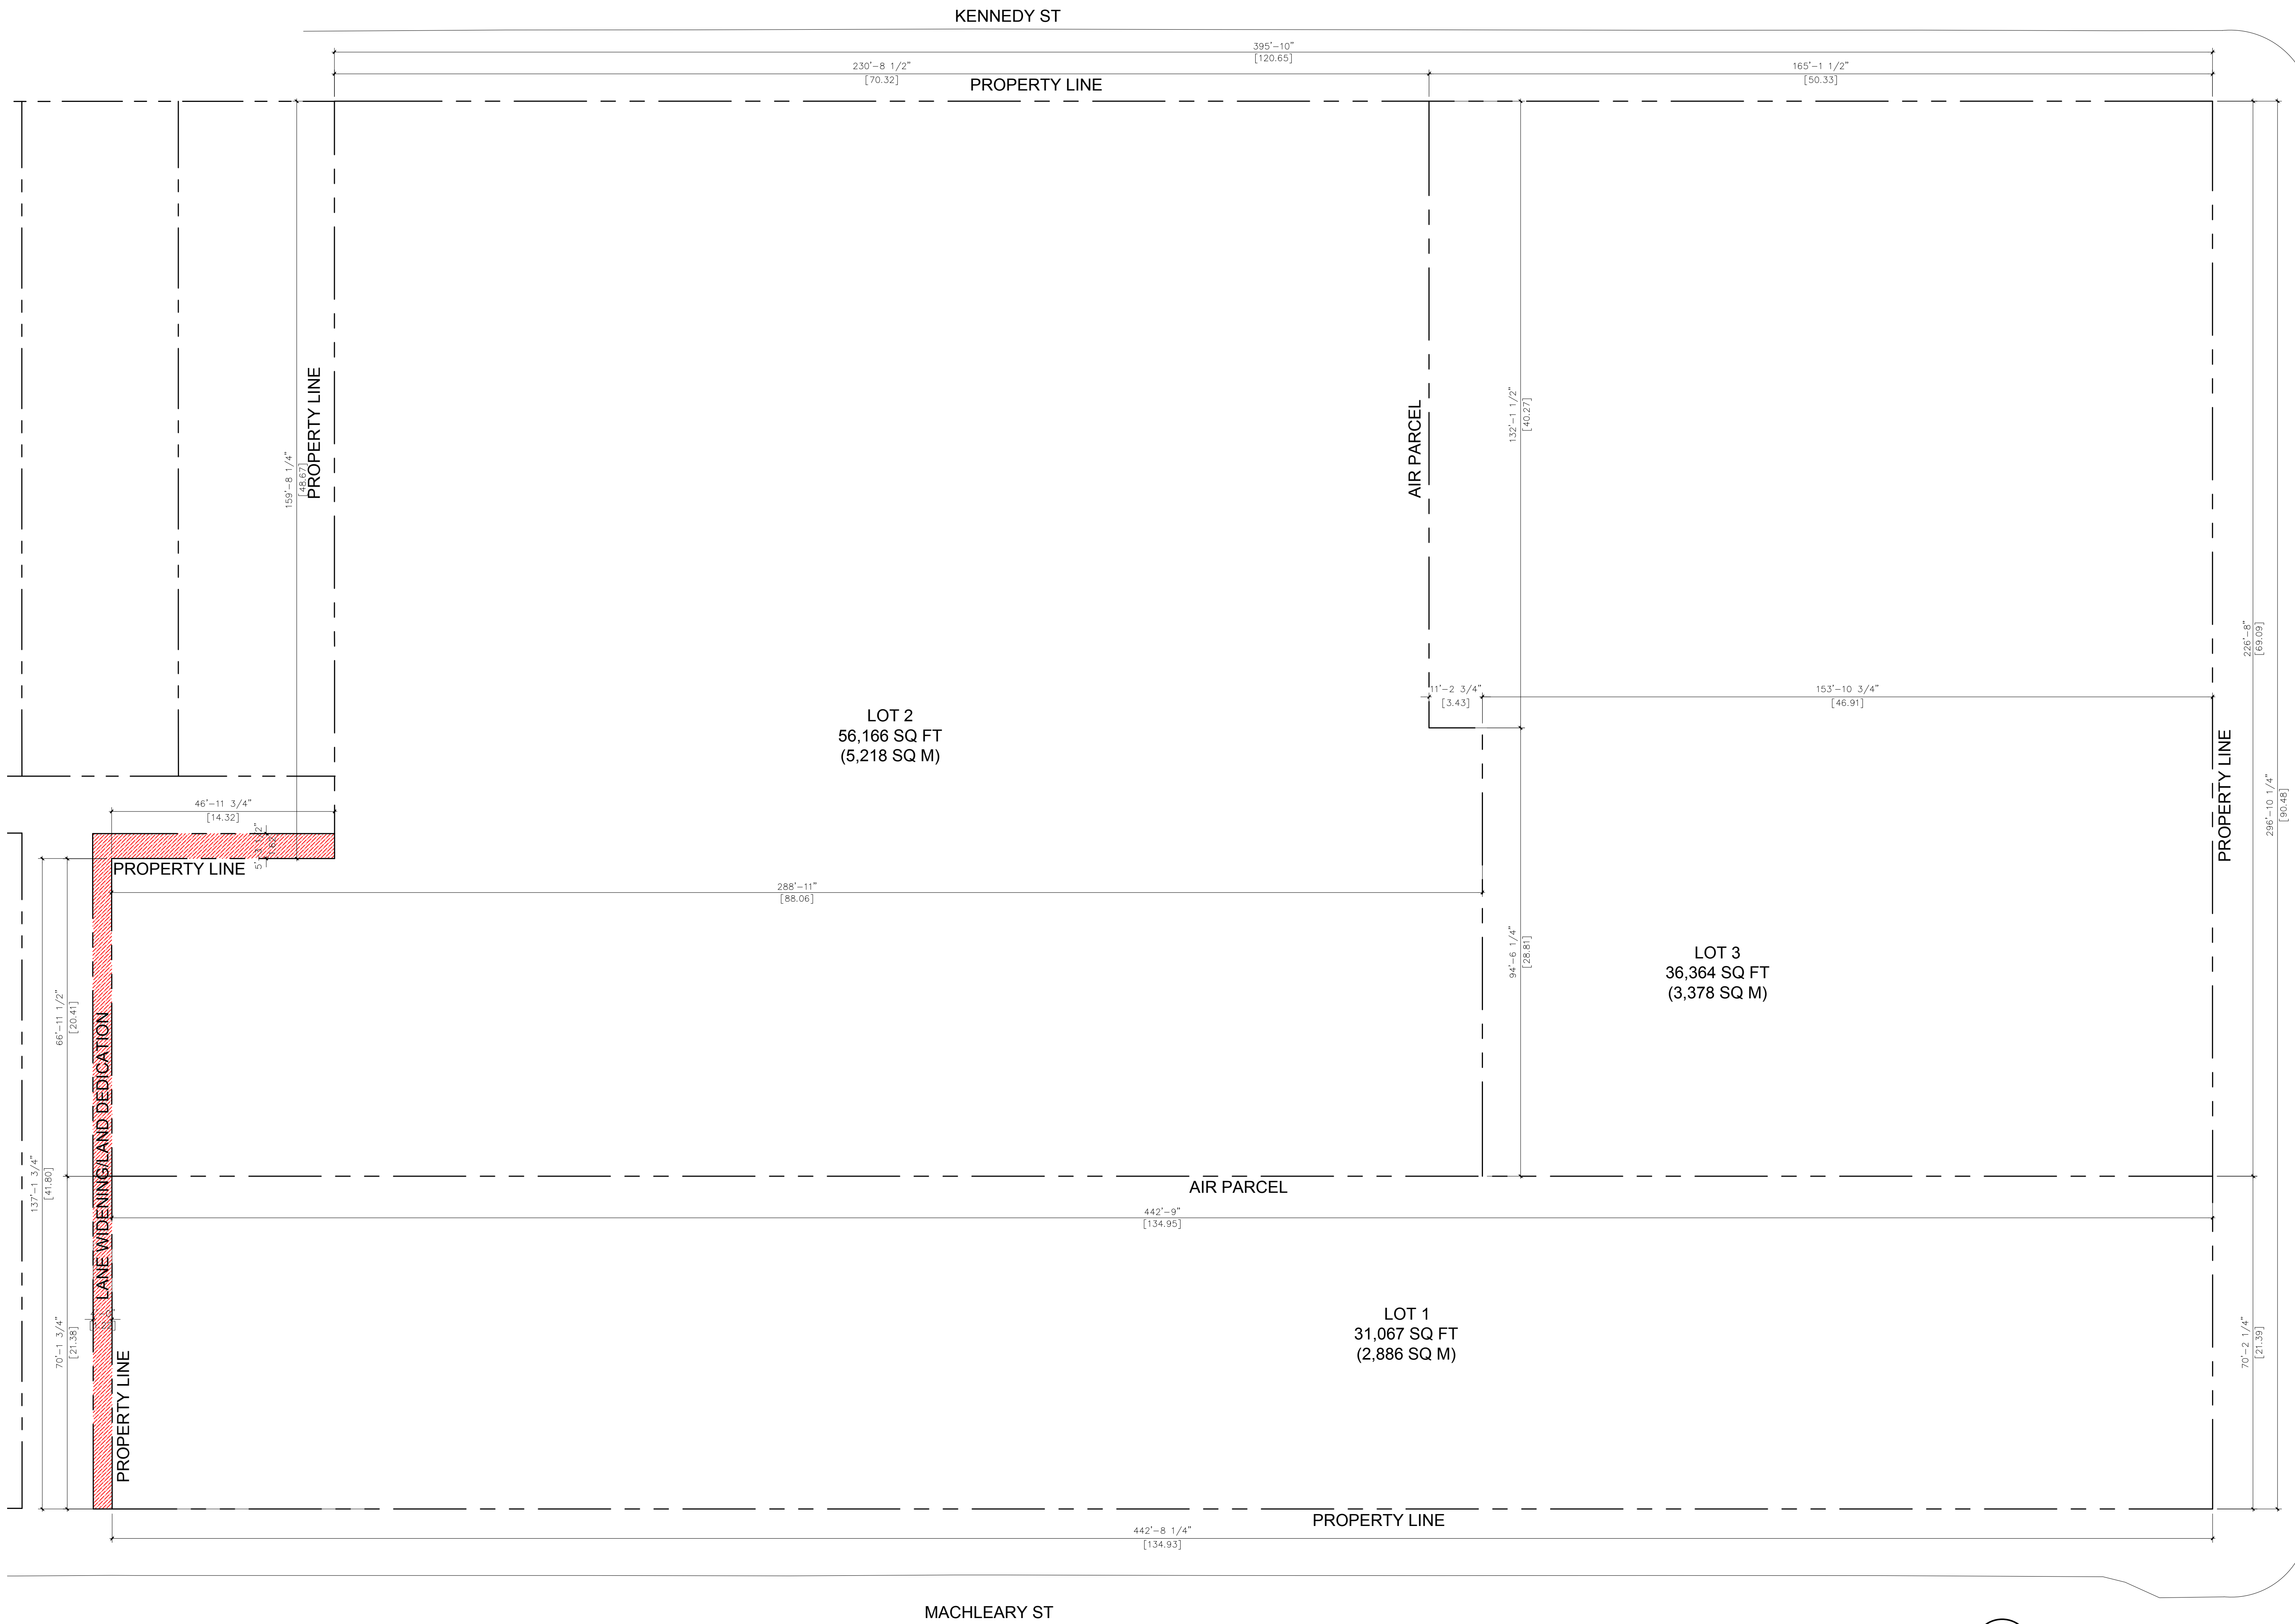 KENNEDY ST
395'-10"
[120.65]
230'-8 1/2"
[70.32]
165'-1 1/2"
[50.33]
PROPERTY LINE
PROPERTY LINE
159'-8 1/4"
[48.67]
AIR PARCEL
132'-1 1/2"
[40.27]
226'-8"
[69.09]
11'-2 3/4"
[3.43]
153'-10 3/4"
[46.91]
LOT 2
56,166 SQ FT
(5,218 SQ M)
PROPERTY LINE
296'-10 1/4"
[90.48]
46'-11 3/4"
[14.32]
PROPERTY LINE
288'-11"
[88.06]
94'-6 1/4"
[28.81]
LOT 3
36,364 SQ FT
(3,378 SQ M)
66'-11 1/2"
[20.41]
LANE WIDENING/LAND DEDICATION
137'-1 3/4"
[41.80]
AIR PARCEL
442'-9"
[134.95]
LOT 1
31,067 SQ FT
(2,886 SQ M)
70'-1 3/4"
[21.38]
70'-2 1/4"
[21.39]
PROPERTY LINE
PROPERTY LINE
442'-8 1/4"
[134.93]
MACHLEARY ST